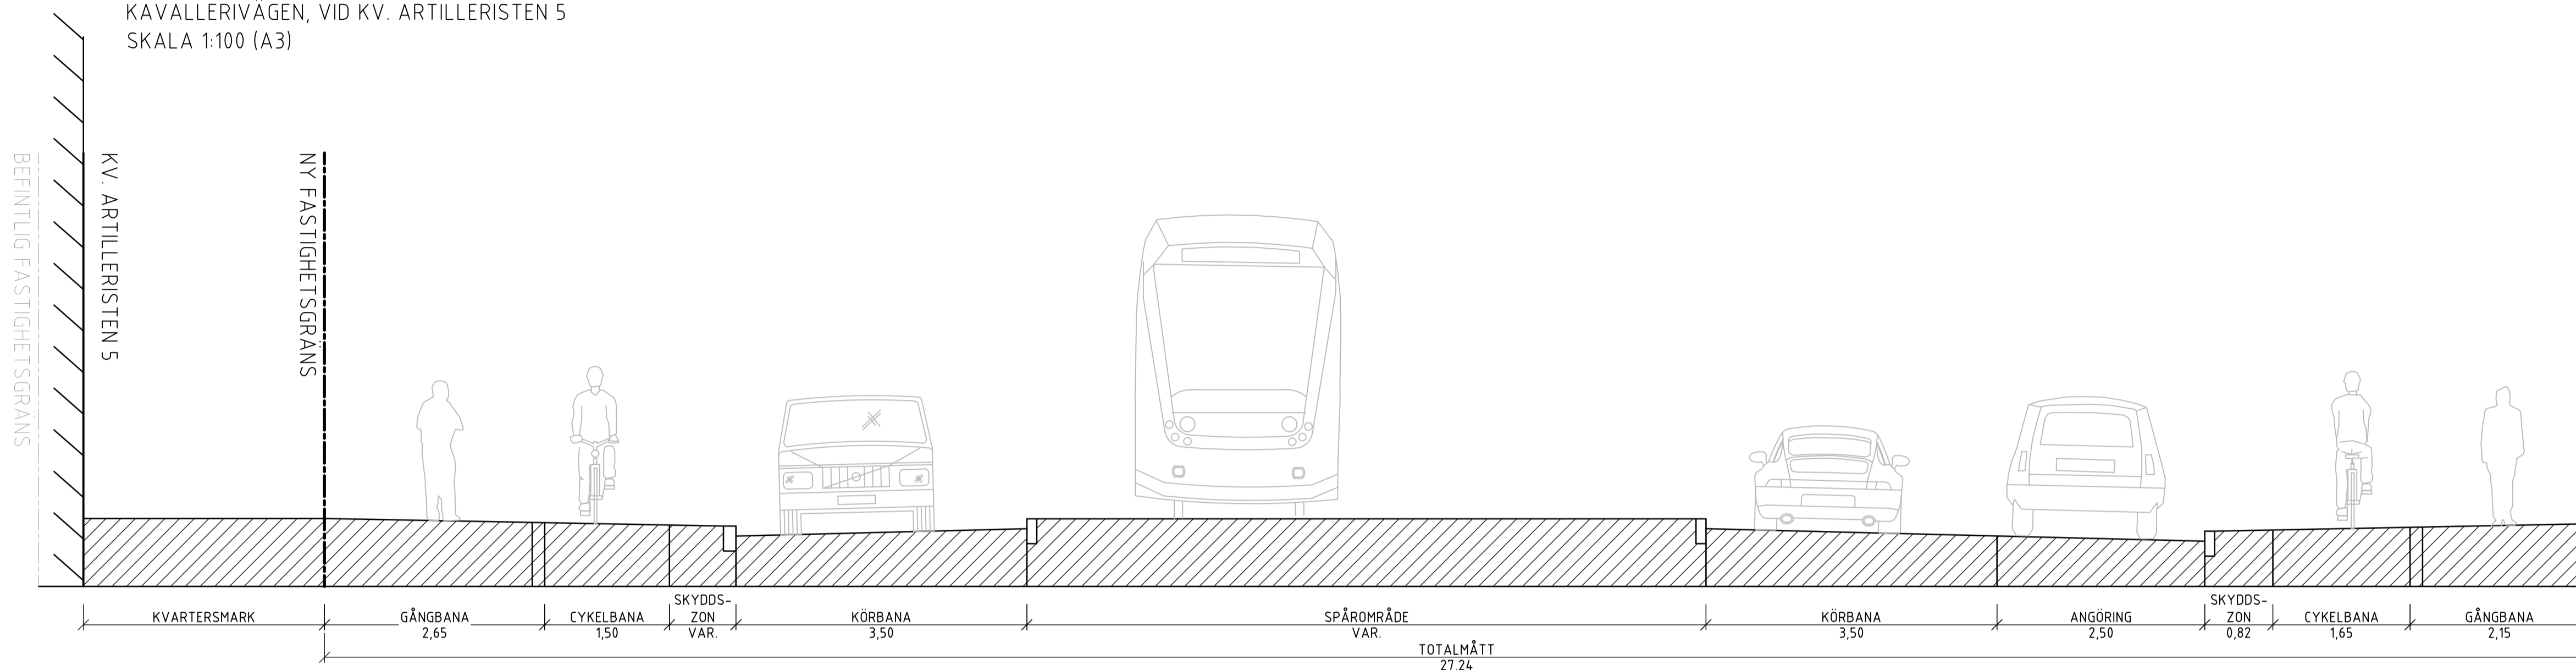 KAVALLERIVÄGEN, VID KV. ARTILLERISTEN 5
SKALA 1:100 (A3)
BEFINTLIG FASTIGHETSGRÄNS
KV. ARTILLERISTEN 5
NY FASTIGHETSGRÄNS
KVARTERSMARK
GÅNGBANA
2,65
CYKELBANA
1,50
SKYDDS-
ZON
VAR.
KÖRBANA
3,50
SPÅROMRÅDE
VAR.
KÖRBANA
3,50
ANGÖRING
2,50
SKYDDS-
ZON
0,82
CYKELBANA
1,65
GÅNGBANA
2,15
TOTALMÅTT
27.24